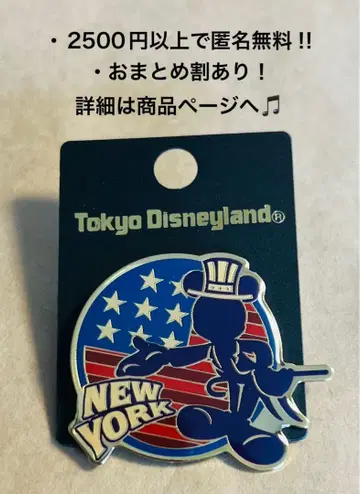 ・2500円以上で匿名無料!!
・おまとめ割あり!
詳細は商品ページへ🎵
Tokyo Disneyland®
NEW
YORK